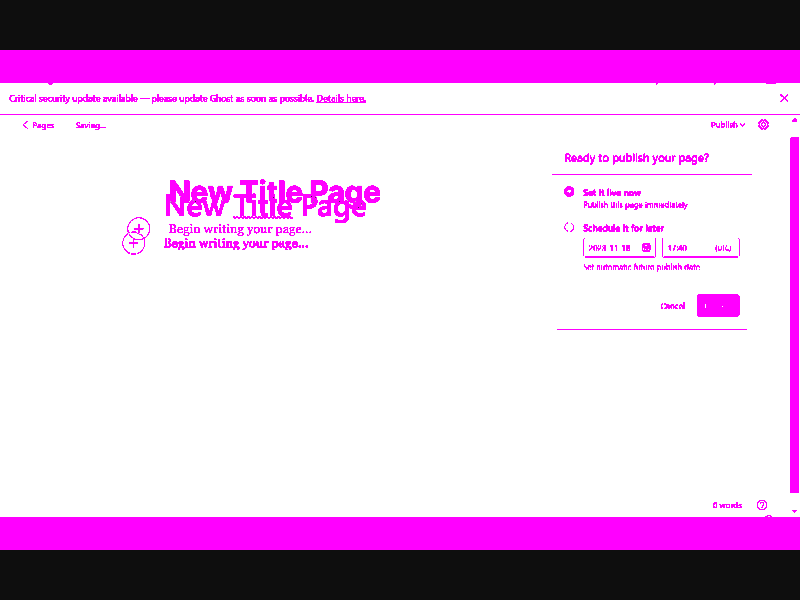 Critical security update available — please update Ghost as soon as possible. Details here.
Pages
Saving...
Publish
Ready to publish your page?
New Title Page
New Title Page
Set it live now
Publish this page immediately
Begin writing your page...
Schedule it for later
Begin writing your page...
2023-11-16 17:40 (UTC)
Set automatic future publish date
Cancel
0 words